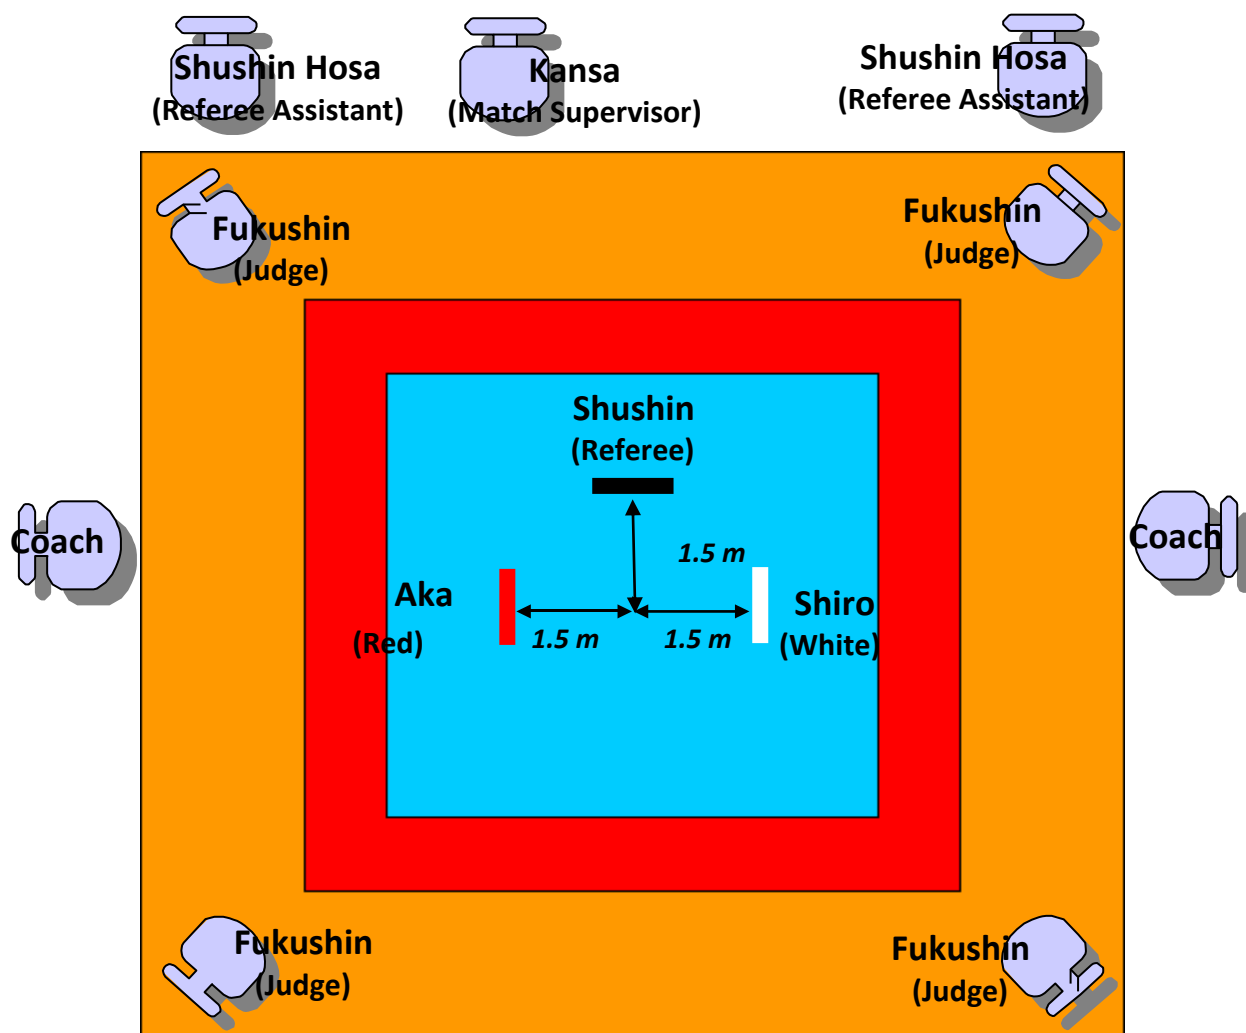 Shushin Hosa
(Referee Assistant)
Kansa
(Match Supervisor)
Shushin Hosa
(Referee Assistant)
Fukushin
(Judge)
Fukushin
(Judge)
Shushin
(Referee)
Coach
Coach
1.5 m
Aka
(Red)
1.5 m
1.5 m
Shiro
(White)
Fukushin
(Judge)
Fukushin
(Judge)